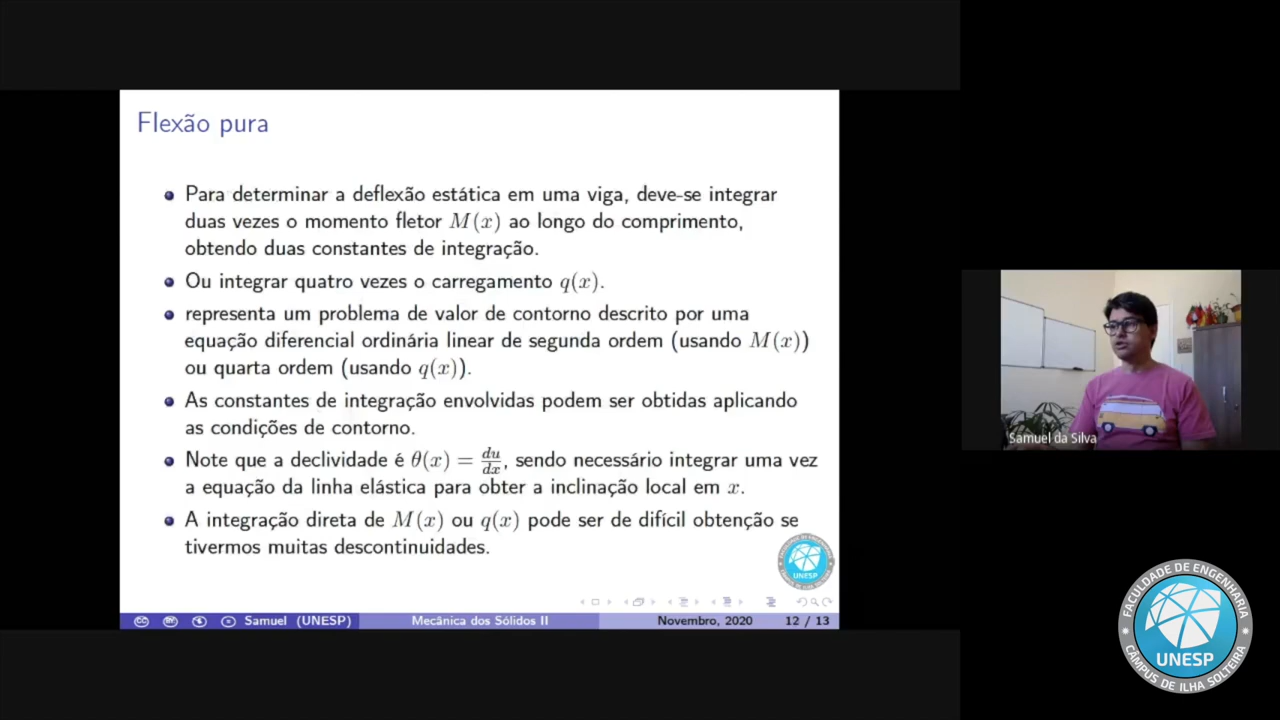 Flexão pura
Para determinar a deflexão estática em uma viga, deve-se integrar
duas vezes o momento fletor M(x) ao longo do comprimento,
obtendo duas constantes de integração.
Ou integrar quatro vezes o carregamento q(x).
representa um problema de valor de contorno descrito por uma
equação diferencial ordinária linear de segunda ordem (usando M(x))
ou quarta ordem (usando q(x)).
As constantes de integração envolvidas podem ser obtidas aplicando
as condições de contorno.
Note que a declividade é θ(x) = du/dx, sendo necessário integrar uma vez
a equação da linha elástica para obter a inclinação local em x.
A integração direta de M(x) ou q(x) pode ser de difícil obtenção se
tivermos muitas descontinuidades.
UNESP
Samuel (UNESP) Mecânica dos Sólidos II Novembro, 2020 12 / 13
Samuel da Silva
FACULDADE DE ENGENHARIA
UNESP
CÂMPUS DE ILHA SOLTEIRA